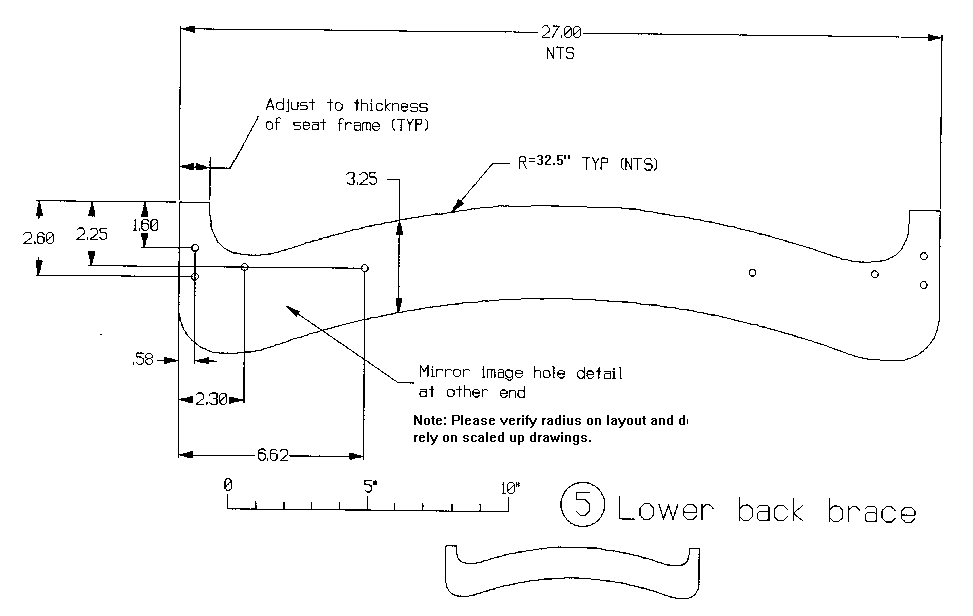 27.00
NTS
Adjust to thickness
of seat frame (TYP)
R=32.5" TYP (NTS)
3.25
1.60
2.25
2.60
.58
Mirror image hole detail
at other end
2.30
Note: Please verify radius on layout and
rely on scaled up drawings.
6.62
0 5" 10"
5 Lower back brace